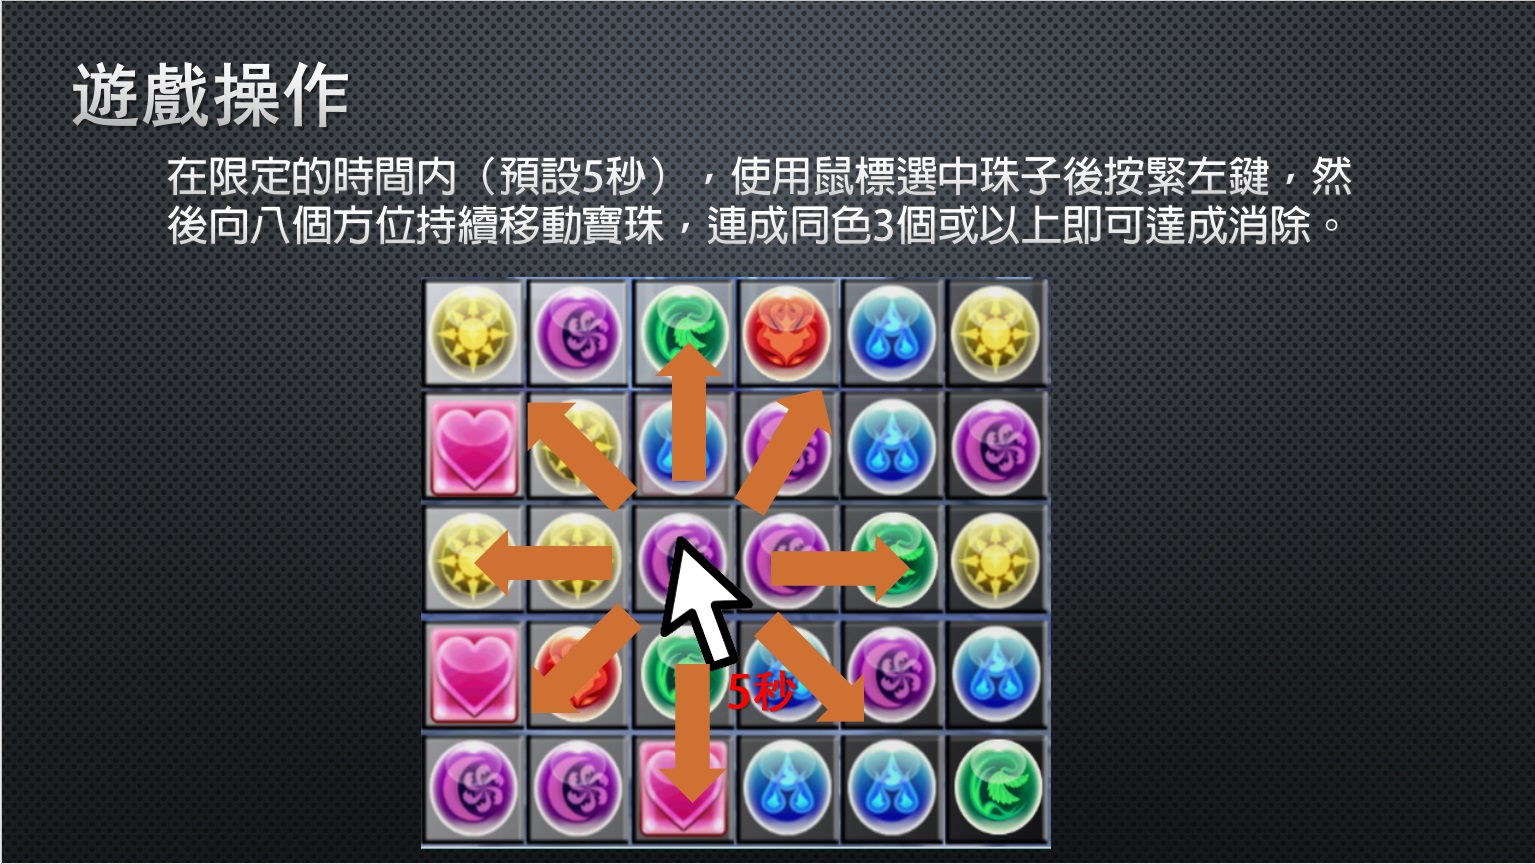 遊戲操作
在限定的時間内（預設5秒），使用鼠標選中珠子後按緊左鍵，然
後向八個方位持續移動寶珠，連成同色3個或以上即可達成消除。
5秒